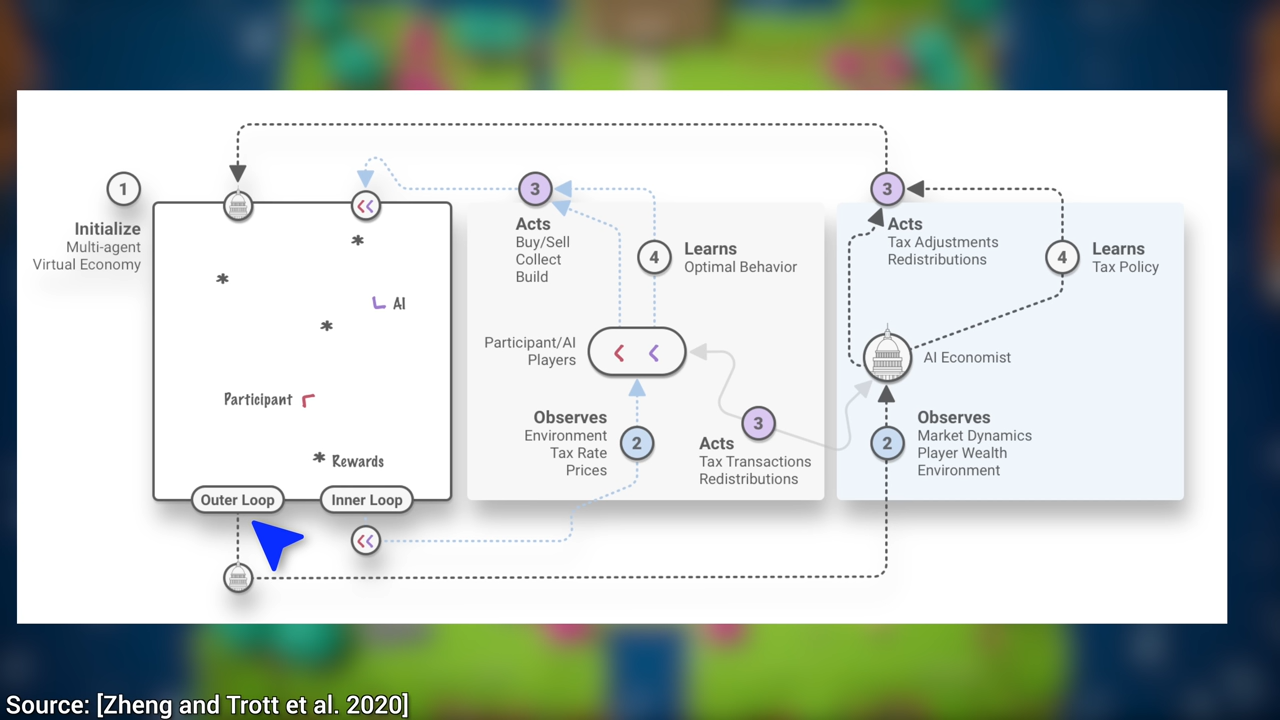 1
Initialize
Multi-agent
Virtual Economy
AI
Participant
Rewards
Outer Loop
Inner Loop
3
Acts
Buy/Sell
Collect
Build
4
Learns
Optimal Behavior
Participant/AI
Players
2
Observes
Environment
Tax Rate
Prices
3
Acts
Tax Transactions
Redistributions
3
Acts
Tax Adjustments
Redistributions
4
Learns
Tax Policy
AI Economist
2
Observes
Market Dynamics
Player Wealth
Environment
Source: [Zheng and Trott et al. 2020]